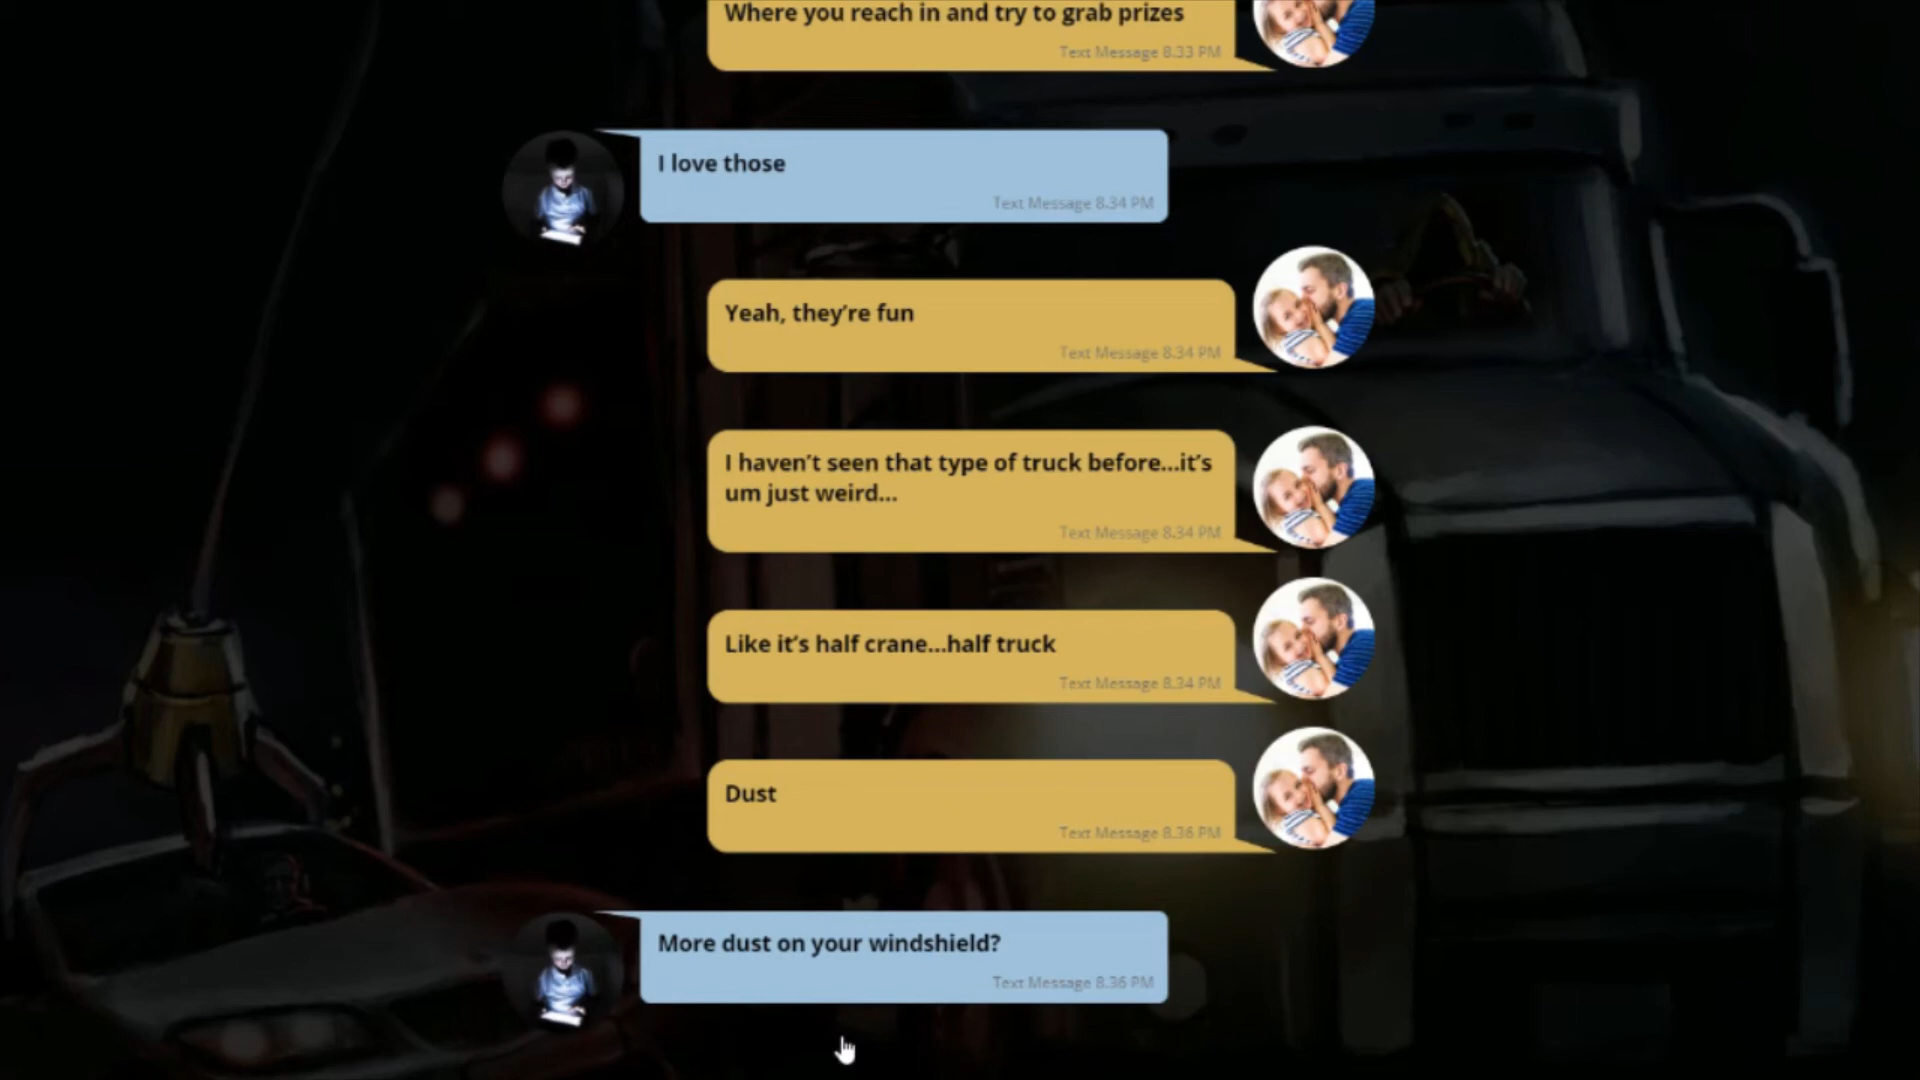 Where you reach in and try to grab prizes
Text Message 8.33 PM
I love those
Text Message 8.34 PM
Yeah, they’re fun
Text Message 8.34 PM
I haven’t seen that type of truck before...it’s
um just weird...
Text Message 8.34 PM
Like it’s half crane...half truck
Text Message 8.34 PM
Dust
Text Message 8.36 PM
More dust on your windshield?
Text Message 8.36 PM